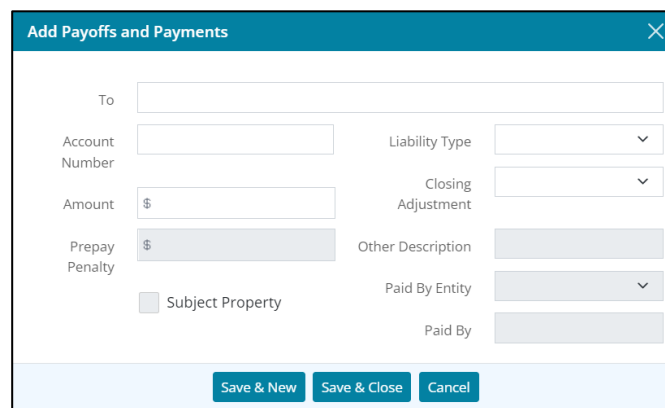 Add Payoffs and Payments
To
Account
Number
Liability Type
Closing
Adjustment
Amount
$
Prepay
Penalty
$
Other Description
Paid By Entity
Subject Property
Paid By
Save & New
Save & Close
Cancel